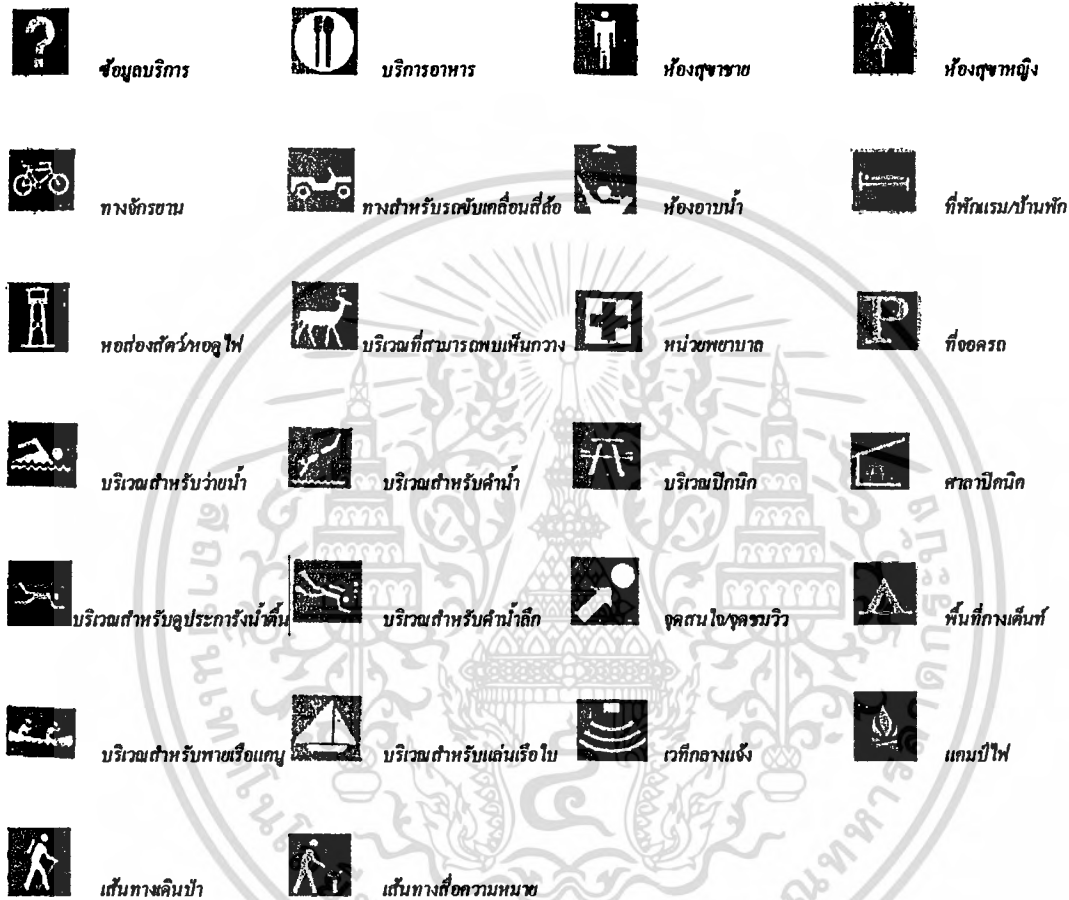 ข้อมูลบริการ บริการอาหาร ห้องสุขาชาย ห้องสุขาหญิง
ทางจักรยาน ทางสำหรับรถขับเคลื่อนสี่ล้อ ห้องอาบน้ำ ที่พักแรม/บ้านพัก
หอส่องสัตว์/หอดูไฟ บริเวณที่สามารถพบเห็นกวาง หน่วยพยาบาล P ที่จอดรถ
บริเวณสำหรับว่ายน้ำ บริเวณสำหรับดำน้ำ บริเวณปิกนิก ศาลาปิกนิก
บริเวณสำหรับดูปะการังน้ำตื้น บริเวณสำหรับดำน้ำลึก จุดสนใจ/จุดชมวิว พื้นที่กางเต็นท์
บริเวณสำหรับพายเรือแคนู บริเวณสำหรับแล่นเรือใบ เวทีกลางแจ้ง แคมป์ไฟ
เส้นทางเดินป่า เส้นทางสื่อความหมาย